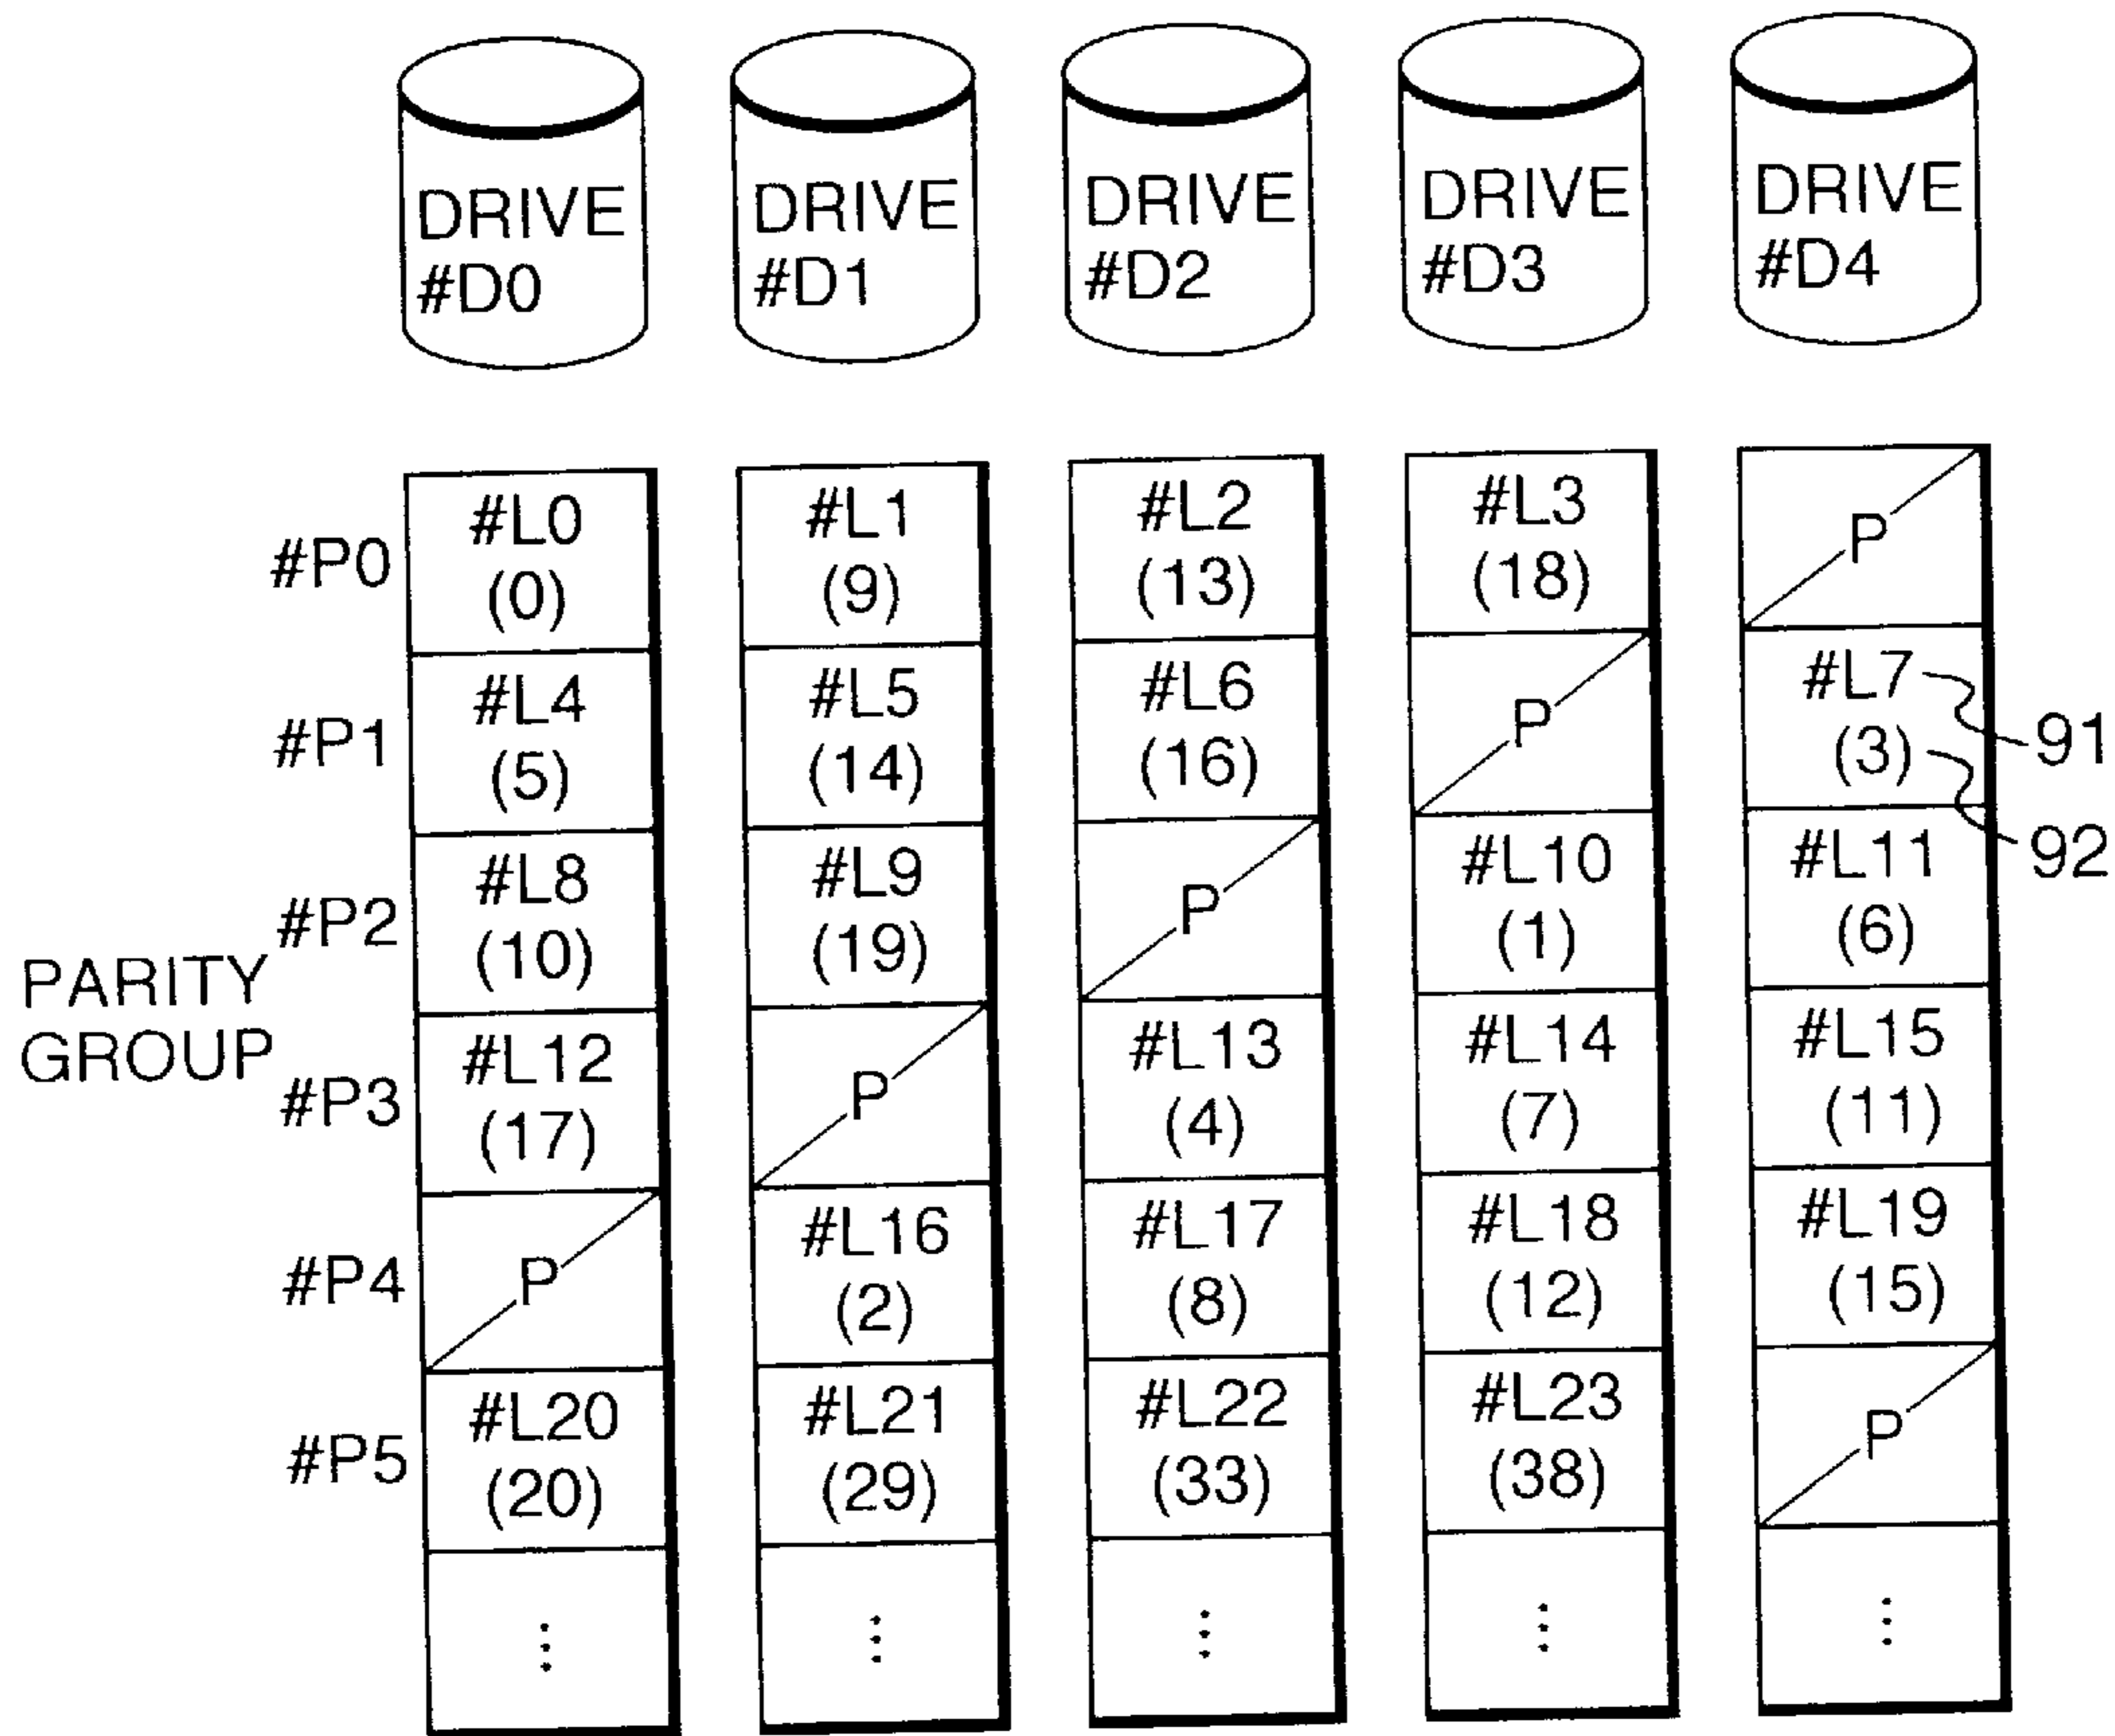 DRIVE #D0
DRIVE #D1
DRIVE #D2
DRIVE #D3
DRIVE #D4
PARITY GROUP
#P0
#L0 (0)
#L1 (9)
#L2 (13)
#L3 (18)
P
#P1
#L4 (5)
#L5 (14)
#L6 (16)
P
#L7 (3)
91
92
#P2
#L8 (10)
#L9 (19)
P
#L10 (1)
#L11 (6)
#P3
#L12 (17)
P
#L13 (4)
#L14 (7)
#L15 (11)
#P4
P
#L16 (2)
#L17 (8)
#L18 (12)
#L19 (15)
#P5
#L20 (20)
#L21 (29)
#L22 (33)
#L23 (38)
P
⋮ ⋮ ⋮ ⋮ ⋮